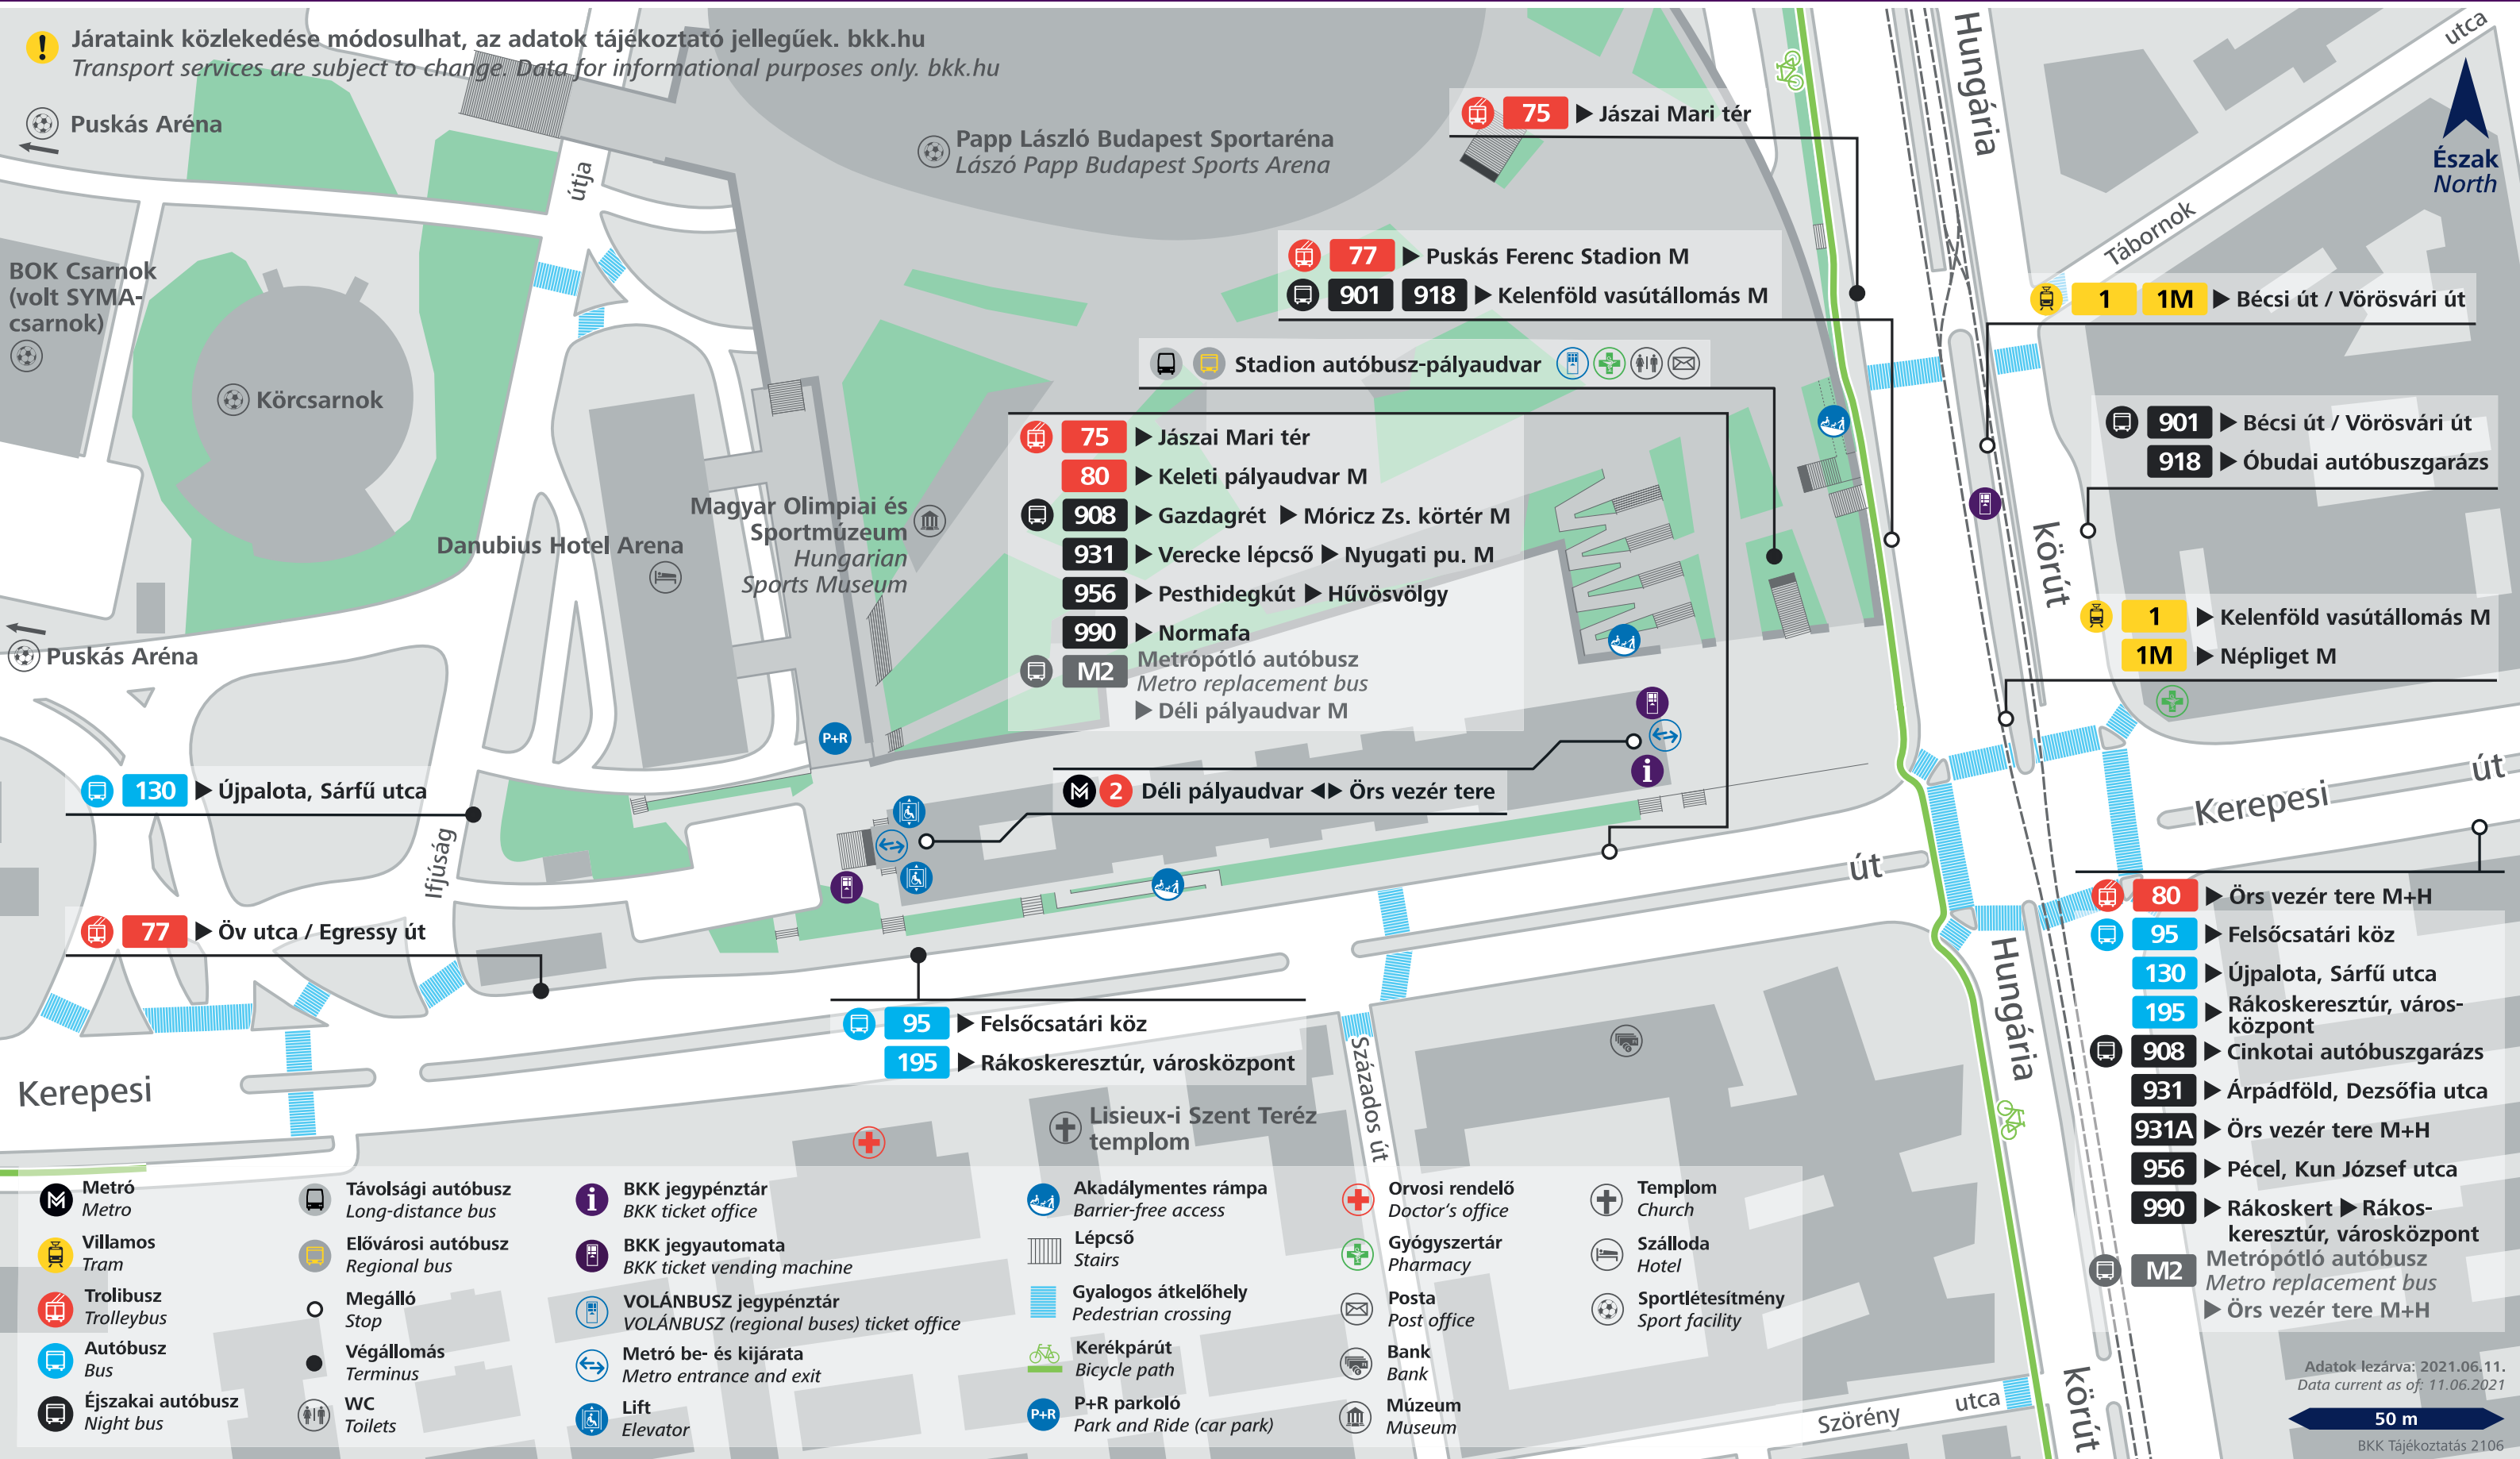 Járataink közlekedése módosulhat, az adatok tájékoztató jellegűek. bkk.hu
Transport services are subject to change. Data for informational purposes only. bkk.hu
Puskás Aréna
Papp László Budapest Sportaréna
Lászó Papp Budapest Sports Arena
75 ▶ Jászai Mari tér
Hungária
utca
Észak
North
Tábornok
útja
BOK Csarnok
(volt SYMA-
csarnok)
Körcsarnok
77 ▶ Puskás Ferenc Stadion M
901 918 ▶ Kelenföld vasútállomás M
1 1M ▶ Bécsi út / Vörösvári út
Stadion autóbusz-pályaudvar
75 ▶ Jászai Mari tér
80 ▶ Keleti pályaudvar M
908 ▶ Gazdagrét ▶ Móricz Zs. körtér M
931 ▶ Verecke lépcső ▶ Nyugati pu. M
956 ▶ Pesthidegkút ▶ Hűvösvölgy
990 ▶ Normafa
M2 Metrópótló autóbusz
Metro replacement bus
▶ Déli pályaudvar M
901 ▶ Bécsi út / Vörösvári út
918 ▶ Óbudai autóbuszgarázs
körút
Magyar Olimpiai és
Sportmúzeum
Hungarian
Sports Museum
Danubius Hotel Arena
1 ▶ Kelenföld vasútállomás M
1M ▶ Népliget M
Puskás Aréna
P+R
i
130 ▶ Újpalota, Sárfű utca
M 2 Déli pályaudvar ◀▶ Örs vezér tere
Kerepesi
út
Ifjúság
út
77 ▶ Öv utca / Egressy út
95 ▶ Felsőcsatári köz
195 ▶ Rákoskeresztúr, városközpont
Kerepesi
Százados út
Hungária
Lisieux-i Szent Teréz
templom
80 ▶ Örs vezér tere M+H
95 ▶ Felsőcsatári köz
130 ▶ Újpalota, Sárfű utca
195 ▶ Rákoskeresztúr, város-
központ
908 ▶ Cinkotai autóbuszgarázs
931 ▶ Árpádföld, Dezsőfia utca
931A ▶ Örs vezér tere M+H
956 ▶ Pécel, Kun József utca
990 ▶ Rákoskert ▶ Rákos-
keresztúr, városközpont
M2 Metrópótló autóbusz
Metro replacement bus
▶ Örs vezér tere M+H
M Metró
Metro
Villamos
Tram
Trolibusz
Trolleybus
Autóbusz
Bus
Éjszakai autóbusz
Night bus
Távolsági autóbusz
Long-distance bus
Elővárosi autóbusz
Regional bus
Megálló
Stop
Végállomás
Terminus
WC
Toilets
i BKK jegypénztár
BKK ticket office
BKK jegyautomata
BKK ticket vending machine
VOLÁNBUSZ jegypénztár
VOLÁNBUSZ (regional buses) ticket office
Metró be- és kijárata
Metro entrance and exit
Lift
Elevator
Akadálymentes rámpa
Barrier-free access
Lépcső
Stairs
Gyalogos átkelőhely
Pedestrian crossing
Kerékpárút
Bicycle path
P+R P+R parkoló
Park and Ride (car park)
Orvosi rendelő
Doctor's office
Gyógyszertár
Pharmacy
Posta
Post office
Bank
Bank
Múzeum
Museum
Templom
Church
Szálloda
Hotel
Sportlétesítmény
Sport facility
Szörény utca
körút
Adatok lezárva: 2021.06.11.
Data current as of: 11.06.2021
50 m
BKK Tájékoztatás 2106